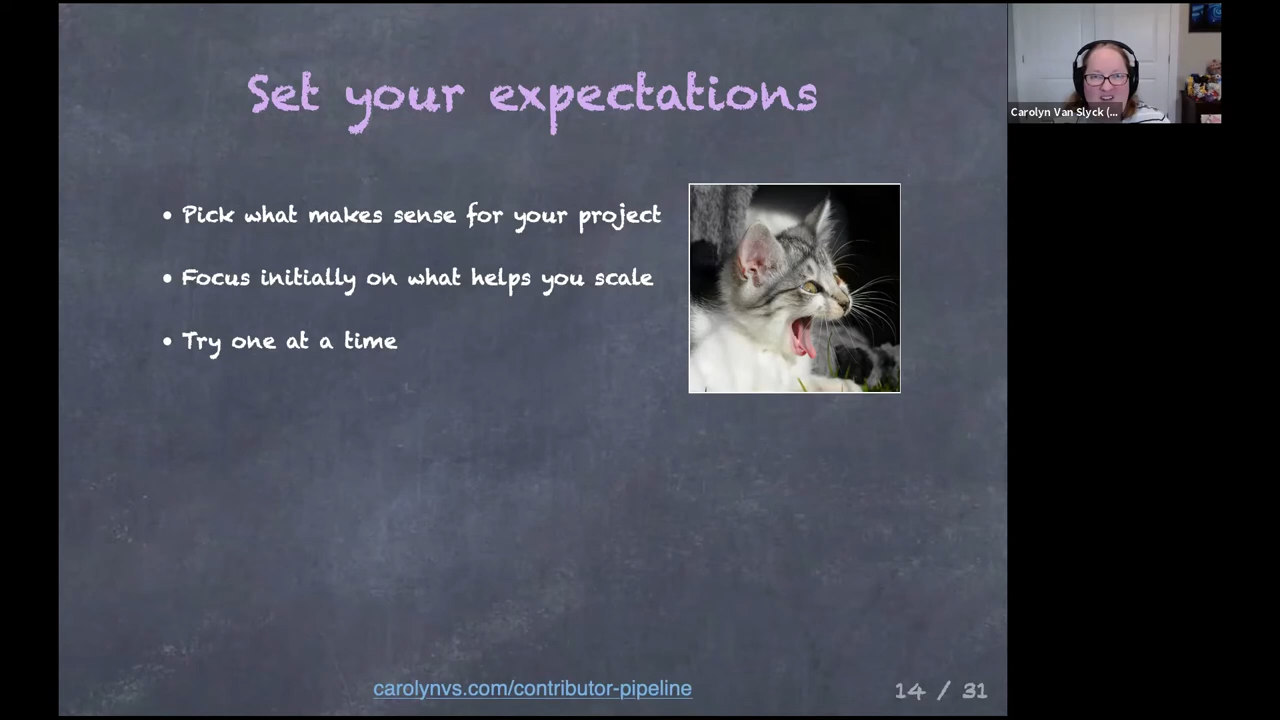 Set your expectations
Carolyn Van Slyck (...
• Pick what makes sense for your project
• Focus initially on what helps you scale
• Try one at a time
carolynvs.com/contributor-pipeline
14 / 31